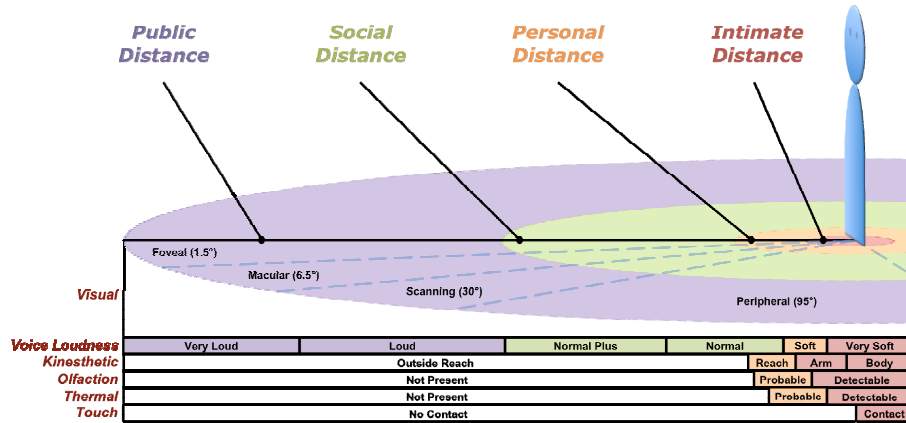 Public Distance
Social Distance
Personal Distance
Intimate Distance
Foveal (1.5°)
Macular (6.5°)
Scanning (30°)
Peripheral (95°)
Visual
Voice Loudness Very Loud Loud Normal Plus Normal Soft Very Soft
Kinesthetic Outside Reach Reach Arm Body
Olfaction Not Present Probable Detectable
Thermal Not Present Probable Detectable
Touch No Contact Contact